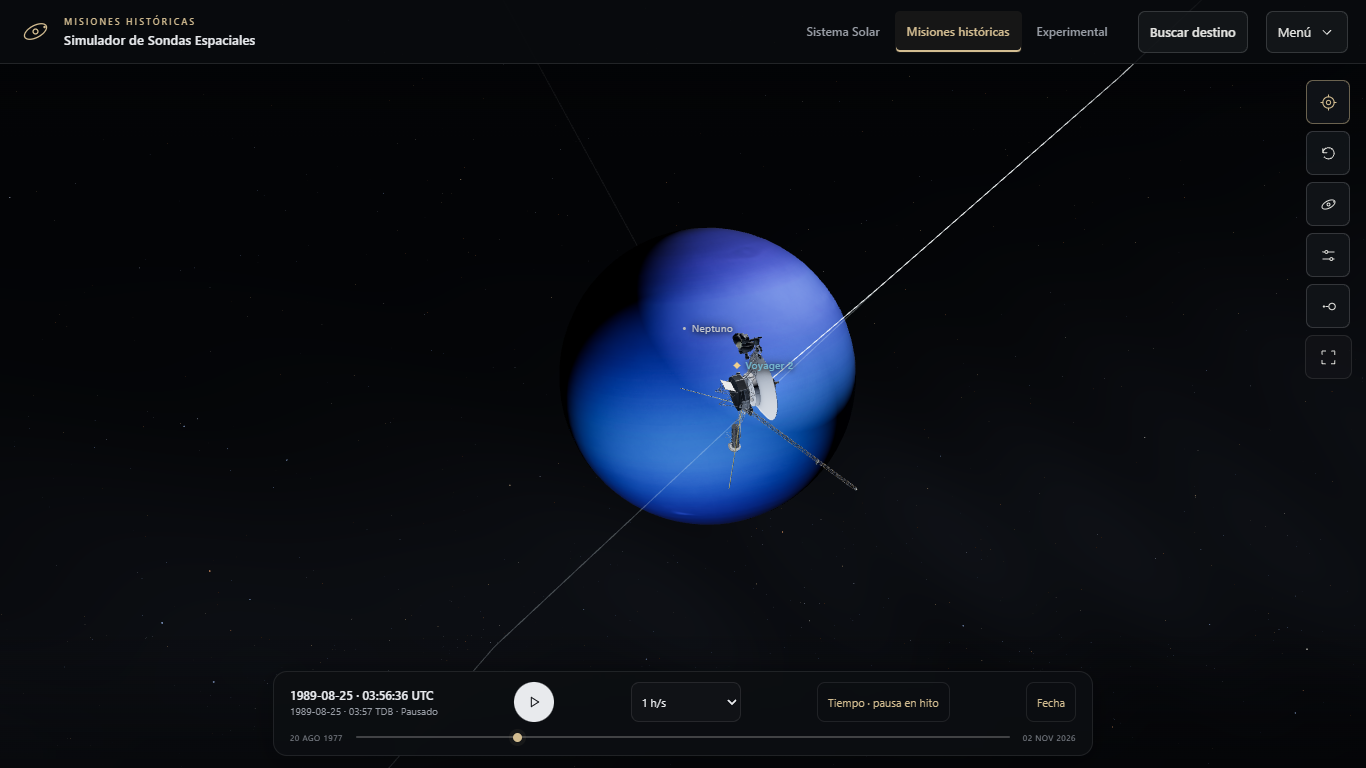 MISIONES HISTÓRICAS
Simulador de Sondas Espaciales
Sistema Solar
Misiones históricas
Experimental
Buscar destino
Menú
Neptuno
Voyager 2
1989-08-25 · 03:56:36 UTC
1989-08-25 · 03:57 TDB · Pausado
1 h/s
Tiempo · pausa en hito
Fecha
20 AGO 1977
02 NOV 2026